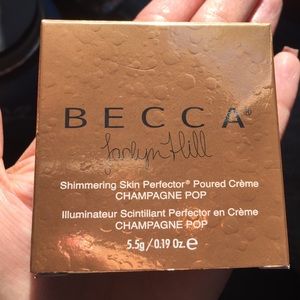 BECCA®
Jaclyn Hill
Shimmering Skin Perfector® Poured Crème
CHAMPAGNE POP
Illuminateur Scintillant Perfector en Crème
CHAMPAGNE POP
5.5g/0.19 Oz. e